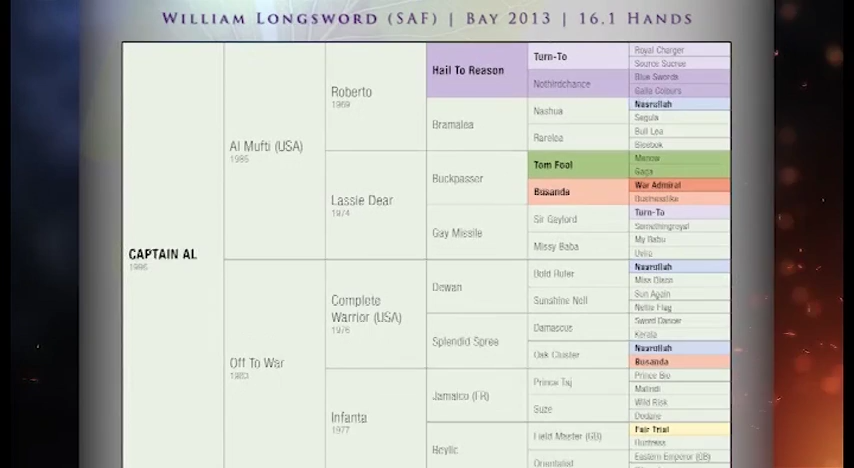 WILLIAM LONGSWORD (SAF) | BAY 2013 | 16.1 HANDS
CAPTAIN AL
1996
Al Mufti (USA)
1985
Roberto
1969
Hail To Reason
Turn-To
Royal Charger
Source Sucree
Nothirdchance
Blue Swords
Galla Colours
Bramalea
Nashua
Nasrullah
Segula
Rarelea
Bull Lea
Bleebok
Lassie Dear
1974
Buckpasser
Tom Fool
Menow
Gaga
Busanda
War Admiral
Businesslike
Gay Missile
Sir Gaylord
Turn-To
Somethingroyal
Missy Baba
My Babu
Uvira
Off To War
1983
Complete
Warrior (USA)
1976
Dewan
Bold Ruler
Nasrullah
Miss Disco
Sunshine Nell
Sun Again
Nellie Flag
Splendid Spree
Damascus
Sword Dancer
Kerala
Oak Cluster
Nasrullah
Busanda
Infanta
1977
Jamaico (FR)
Prince Taj
Prince Bio
Malindi
Suze
Wild Risk
Dodane
Beylic
Field Master (GB)
Fair Trial
Huntress
Orientated
Eastern Emperor (GB)